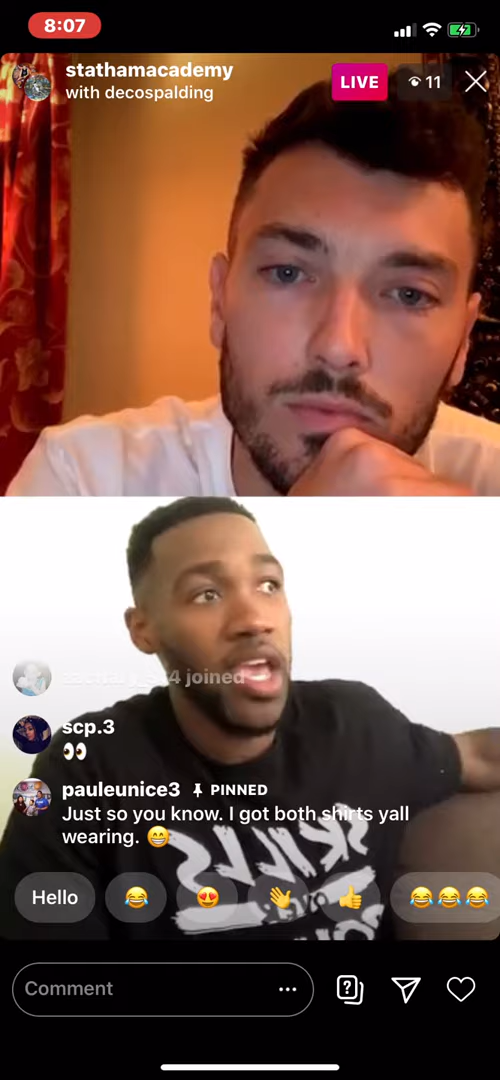 8:07
stathamacademy
with decospalding
LIVE
11
joined
scp.3
👀
pauleunice3 PINNED
Just so you know. I got both shirts yall
wearing. 😁
SKILLS
Hello 😂 😍 👋 👍 😂😂😂
Comment